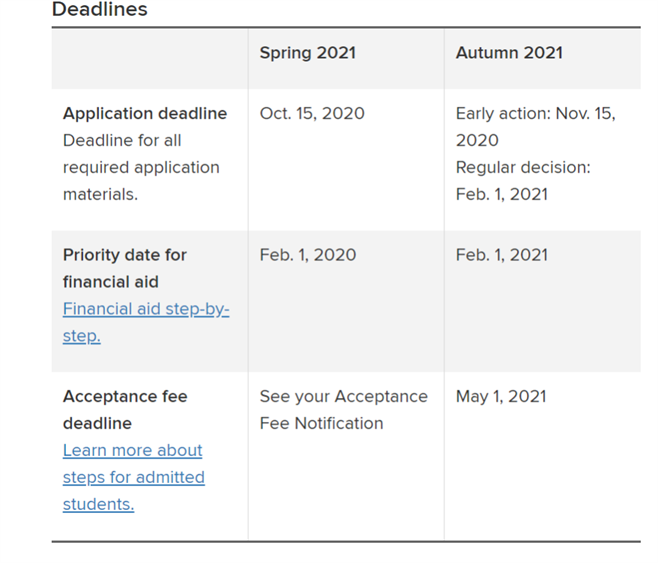 Deadlines
Spring 2021
Autumn 2021
Application deadline
Deadline for all
required application
materials.
Oct. 15, 2020
Early action: Nov. 15,
2020
Regular decision:
Feb. 1, 2021
Priority date for
financial aid
Financial aid step-by-
step.
Feb. 1, 2020
Feb. 1, 2021
Acceptance fee
deadline
Learn more about
steps for admitted
students.
See your Acceptance
Fee Notification
May 1, 2021